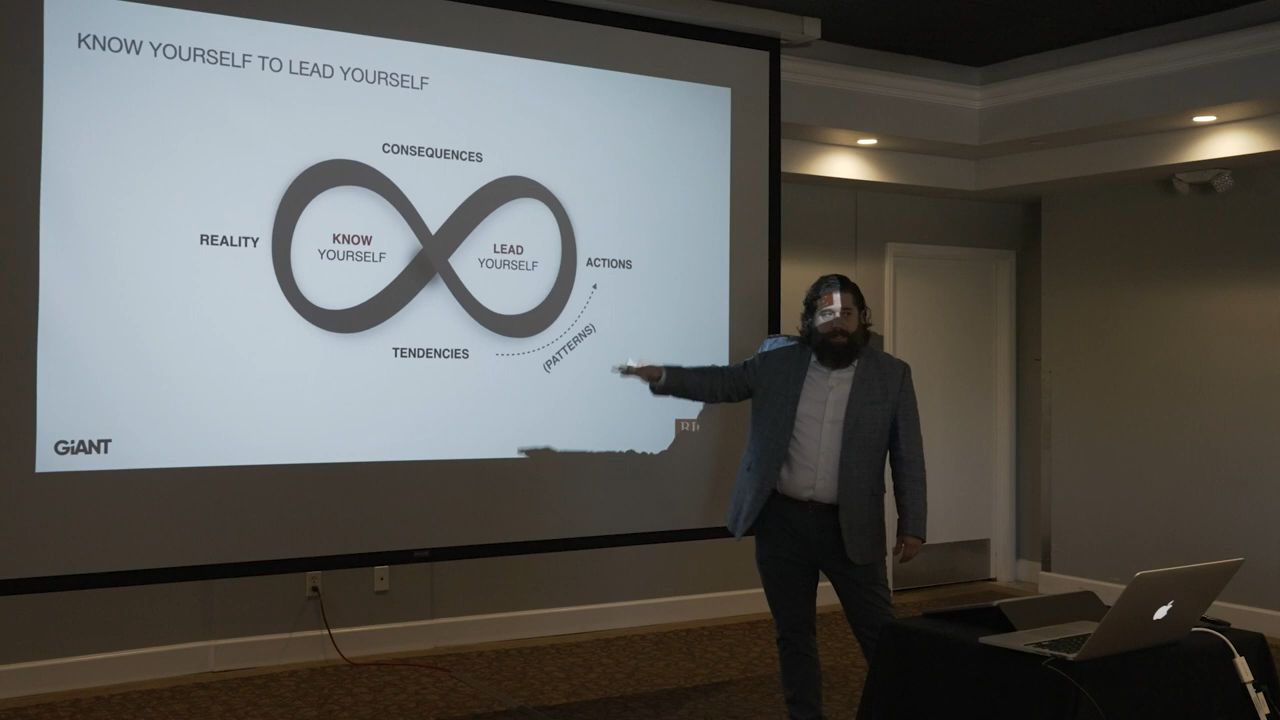 KNOW YOURSELF TO LEAD YOURSELF
CONSEQUENCES
REALITY
KNOW
YOURSELF
LEAD
YOURSELF
ACTIONS
TENDENCIES
(PATTERNS)
GiANT